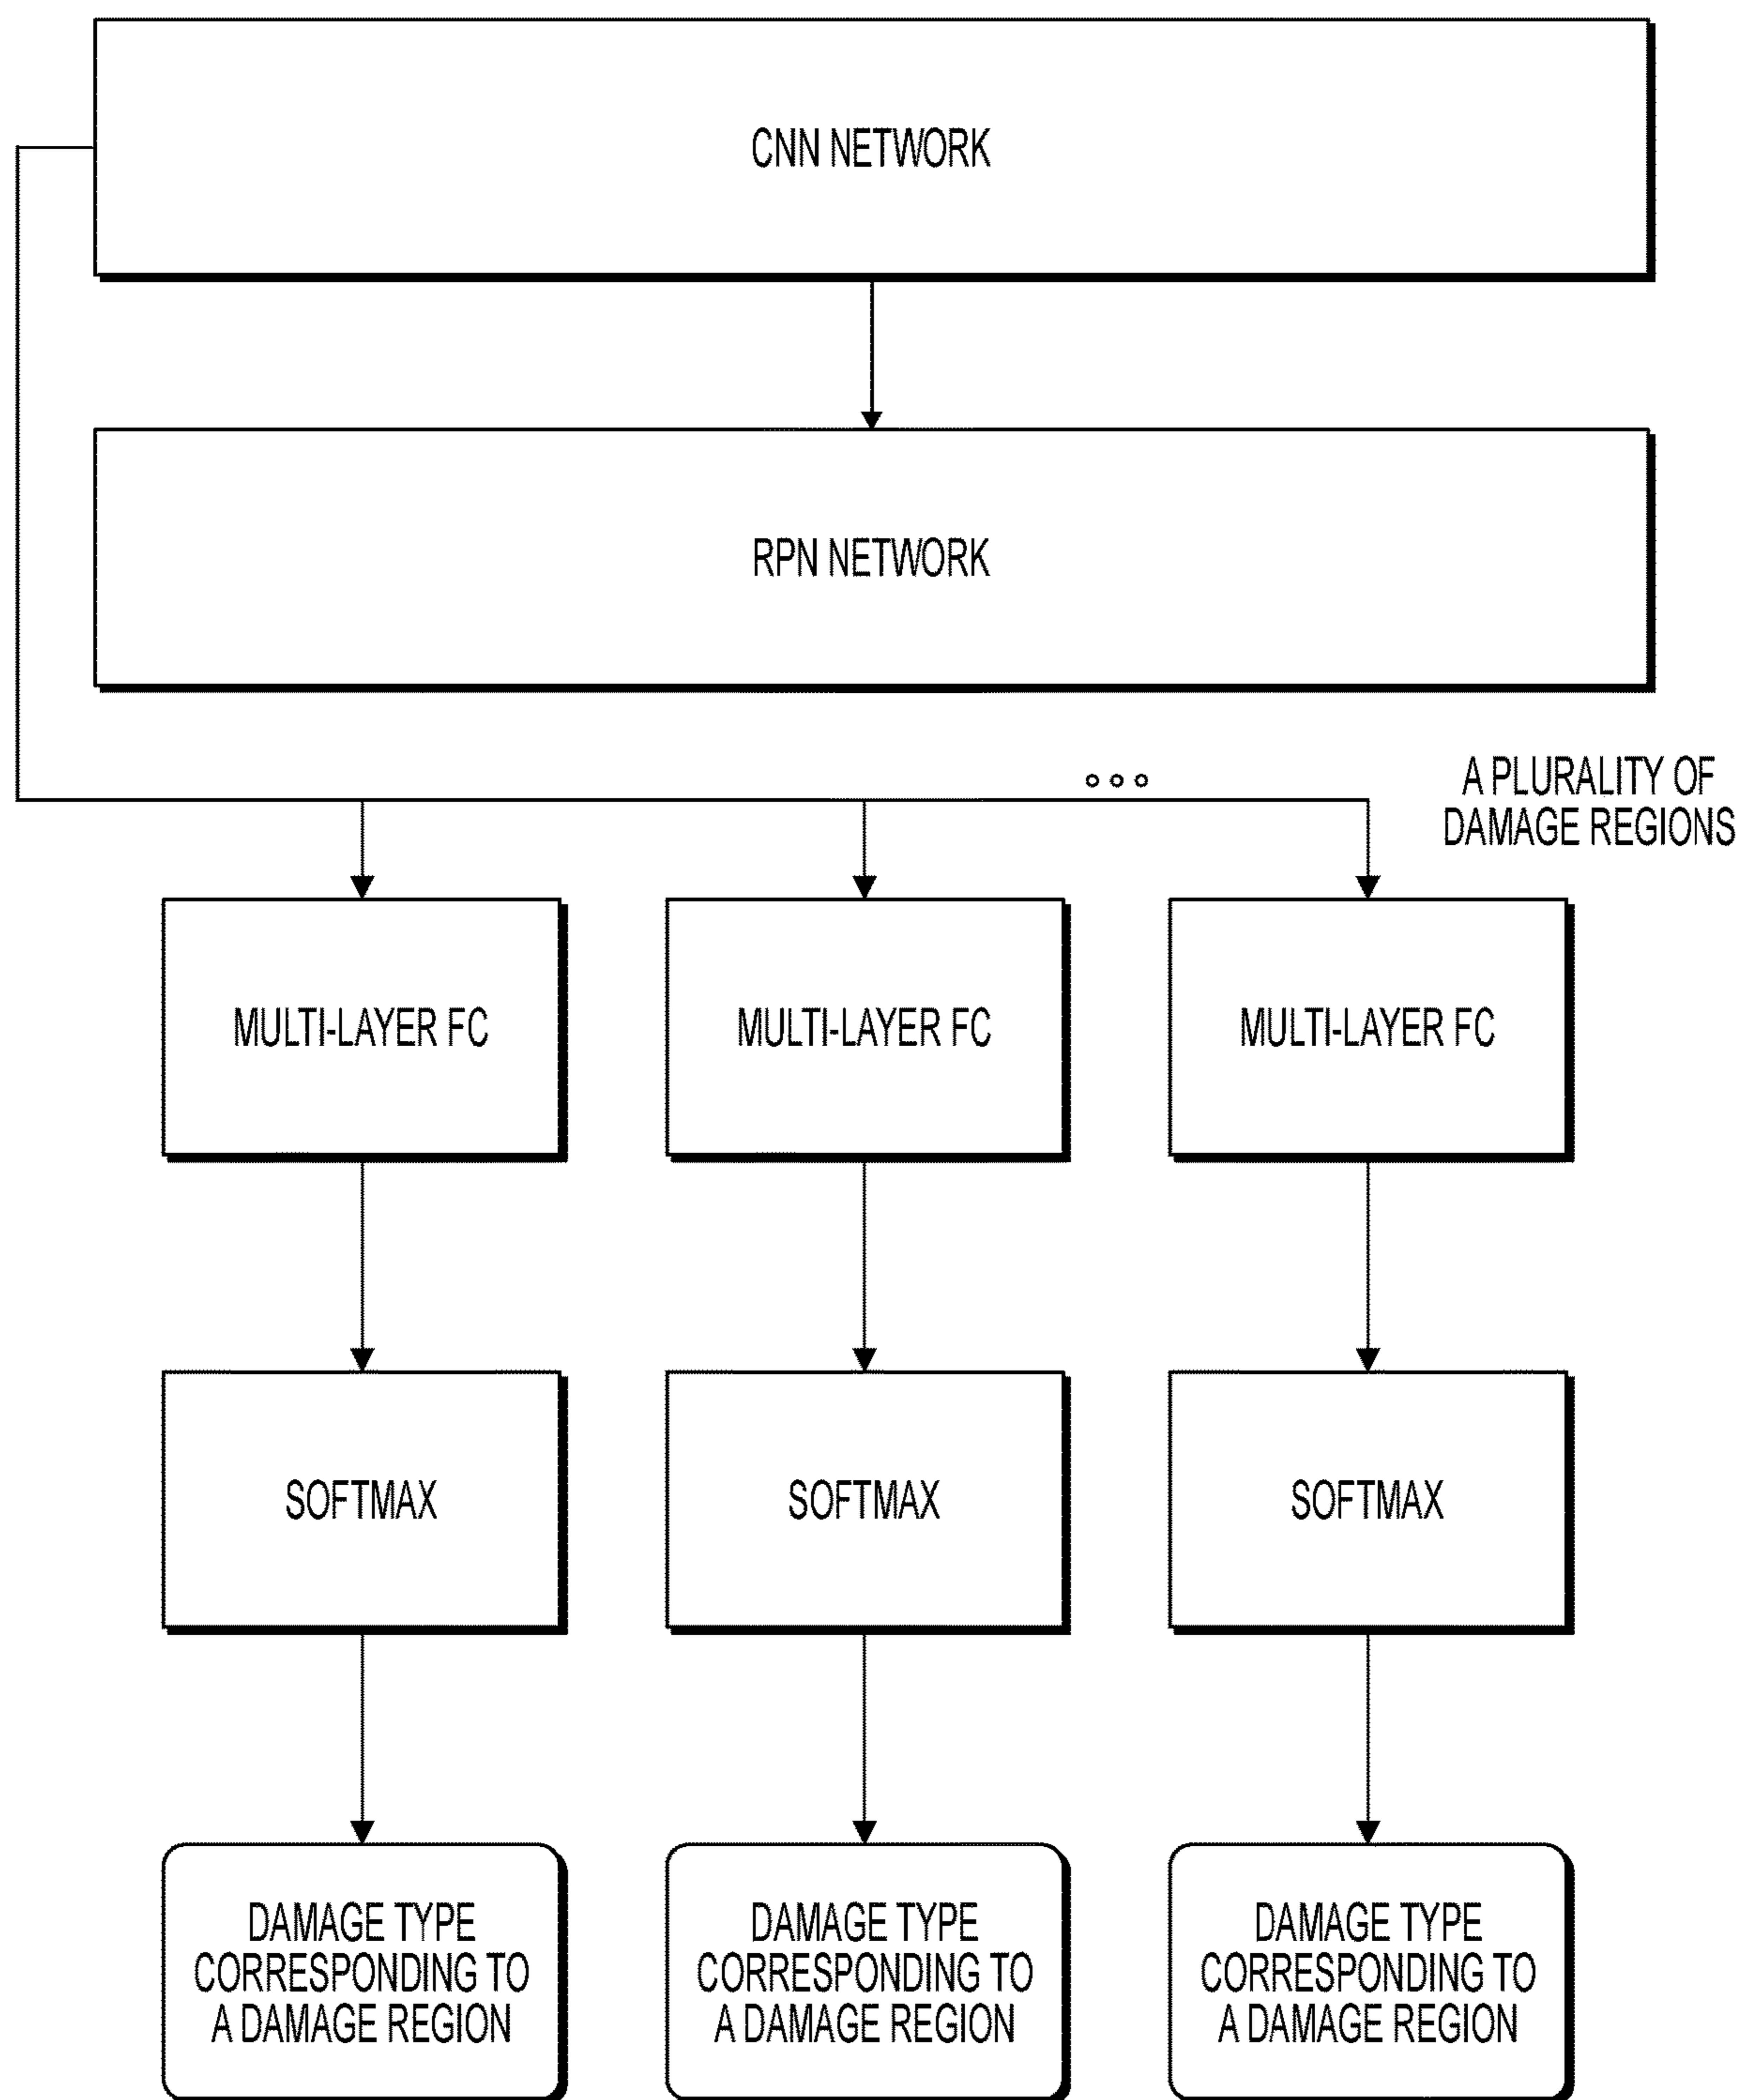 CNN NETWORK
RPN NETWORK
A PLURALITY OF
DAMAGE REGIONS
MULTI-LAYER FC
MULTI-LAYER FC
MULTI-LAYER FC
SOFTMAX
SOFTMAX
SOFTMAX
DAMAGE TYPE
CORRESPONDING TO
A DAMAGE REGION
DAMAGE TYPE
CORRESPONDING TO
A DAMAGE REGION
DAMAGE TYPE
CORRESPONDING TO
A DAMAGE REGION